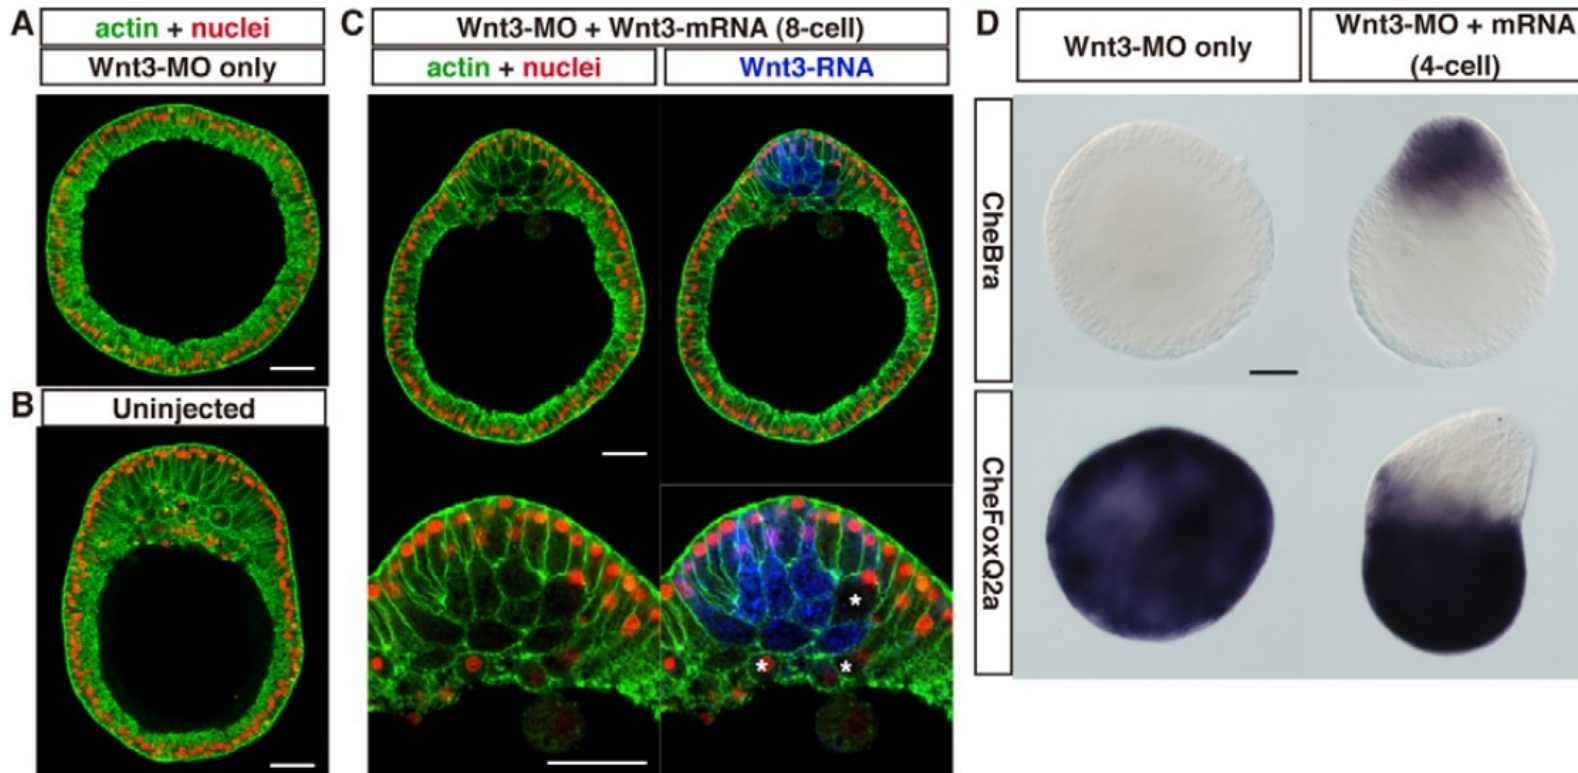 A
actin + nuclei
Wnt3-MO only
B
Uninjected
C
Wnt3-MO + Wnt3-mRNA (8-cell)
actin + nuclei
Wnt3-RNA
*
*
*
D
Wnt3-MO only
Wnt3-MO + mRNA
(4-cell)
CheBra
CheFoxQ2a